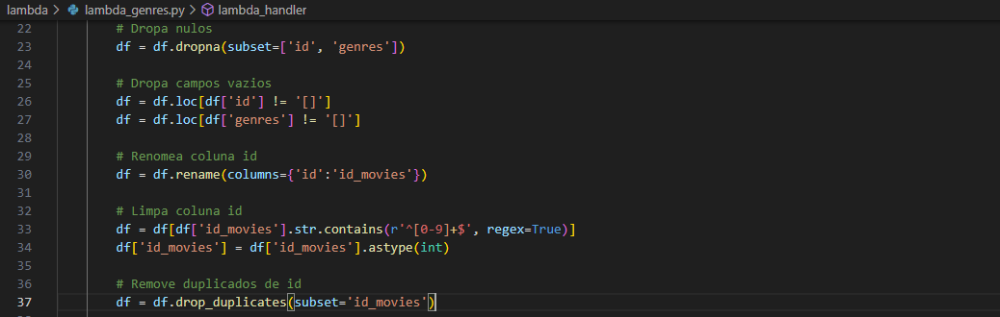 lambda > lambda_genres.py > lambda_handler
22 # Dropa nulos
23 df = df.dropna(subset=['id', 'genres'])
24
25 # Dropa campos vazios
26 df = df.loc[df['id'] != '[]']
27 df = df.loc[df['genres'] != '[]']
28
29 # Renomea coluna id
30 df = df.rename(columns={'id':'id_movies'})
31
32 # Limpa coluna id
33 df = df[df['id_movies'].str.contains(r'^[0-9]+$', regex=True)]
34 df['id_movies'] = df['id_movies'].astype(int)
35
36 # Remove duplicados de id
37 df = df.drop_duplicates(subset='id_movies')